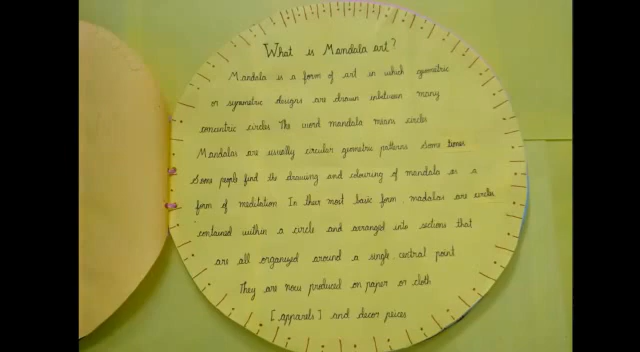 What is Mandala art?
Mandala is a form of art in which geometric
or symmetric designs are drawn inbetween many
concentric circles The word mandala means circles
Mandalas are usually circular geometric patterns Some times
Some people find the drawing and colouring of mandala as a
form of meditation In their most basic form, madalas are circles
contained within a circle and arranged into sections that
are all organized around a single, central point
They are now produced on paper or cloth
[apparels] and decor peices